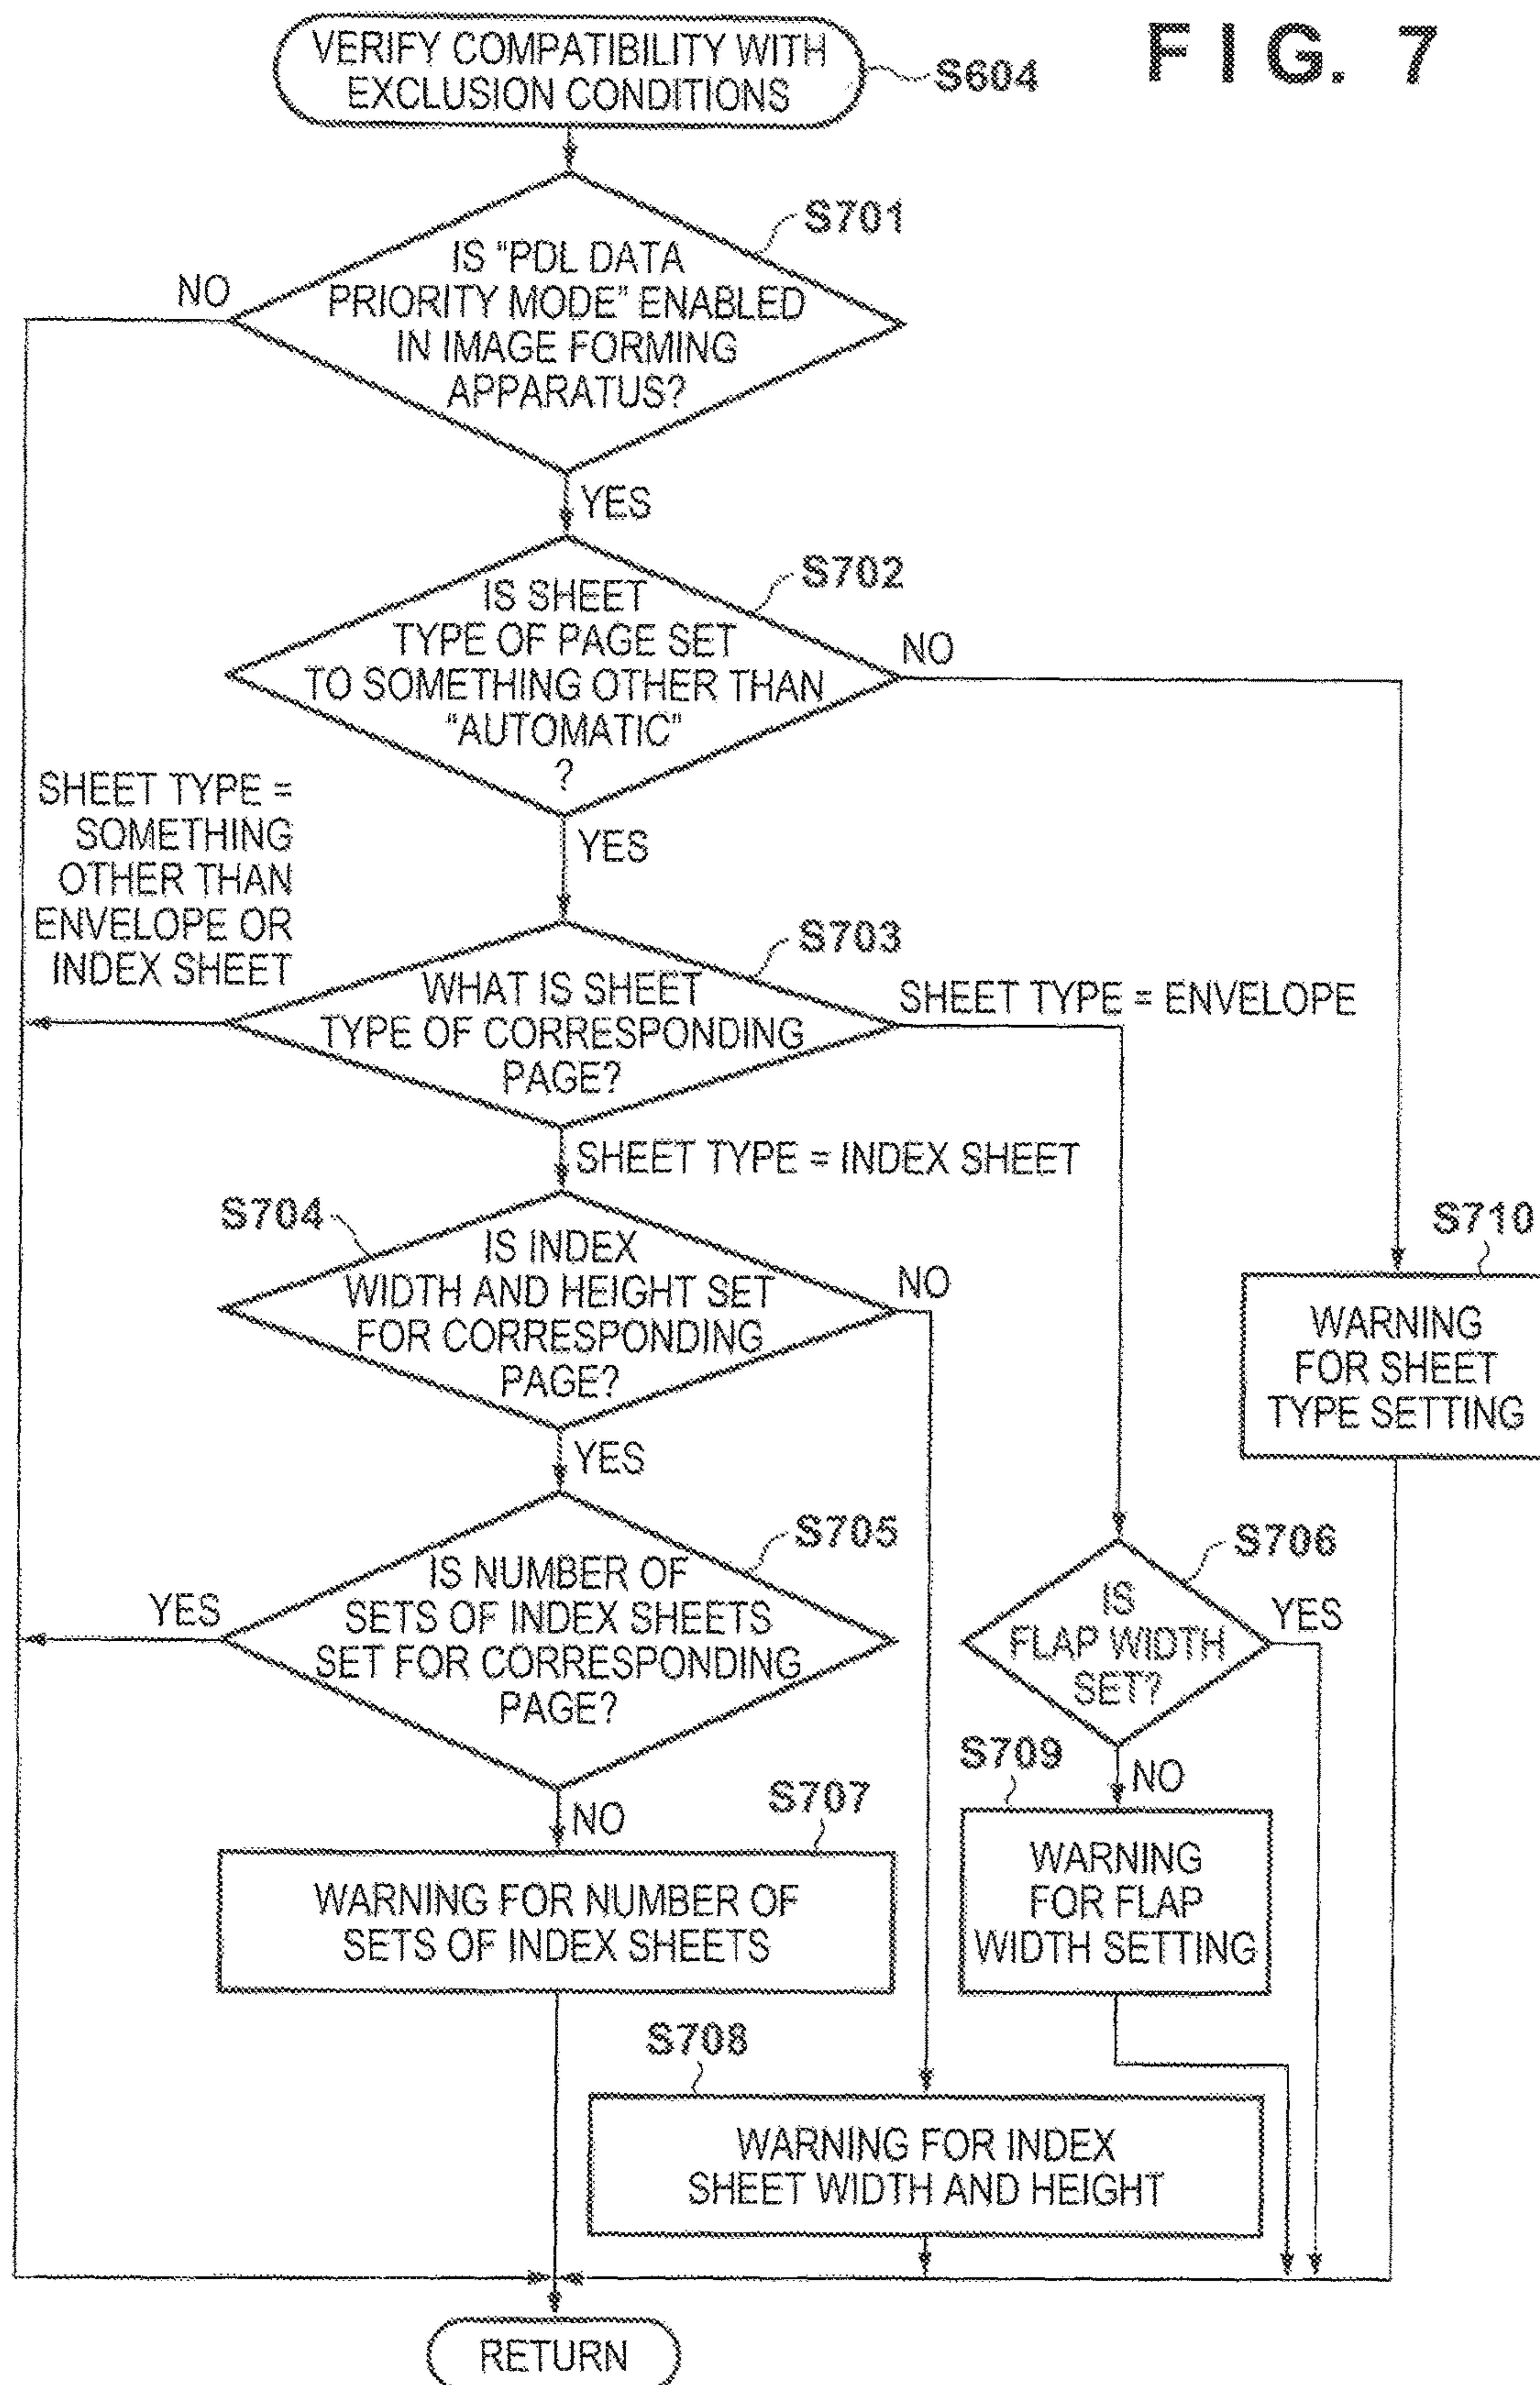 FIG. 7
VERIFY COMPATIBILITY WITH
EXCLUSION CONDITIONS
S604
S701
IS "PDL DATA
PRIORITY MODE" ENABLED
IN IMAGE FORMING
APPARATUS?
NO
YES
S702
IS SHEET
TYPE OF PAGE SET
TO SOMETHING OTHER THAN
"AUTOMATIC"
?
NO
YES
SHEET TYPE =
SOMETHING
OTHER THAN
ENVELOPE OR
INDEX SHEET
S703
WHAT IS SHEET
TYPE OF CORRESPONDING
PAGE?
SHEET TYPE = ENVELOPE
SHEET TYPE = INDEX SHEET
S704
IS INDEX
WIDTH AND HEIGHT SET
FOR CORRESPONDING
PAGE?
NO
YES
S710
WARNING
FOR SHEET
TYPE SETTING
S705
IS NUMBER OF
SETS OF INDEX SHEETS
SET FOR CORRESPONDING
PAGE?
YES
NO
S706
IS
FLAP WIDTH
SET?
YES
NO
S707
WARNING FOR NUMBER OF
SETS OF INDEX SHEETS
S709
WARNING
FOR FLAP
WIDTH SETTING
S708
WARNING FOR INDEX
SHEET WIDTH AND HEIGHT
RETURN